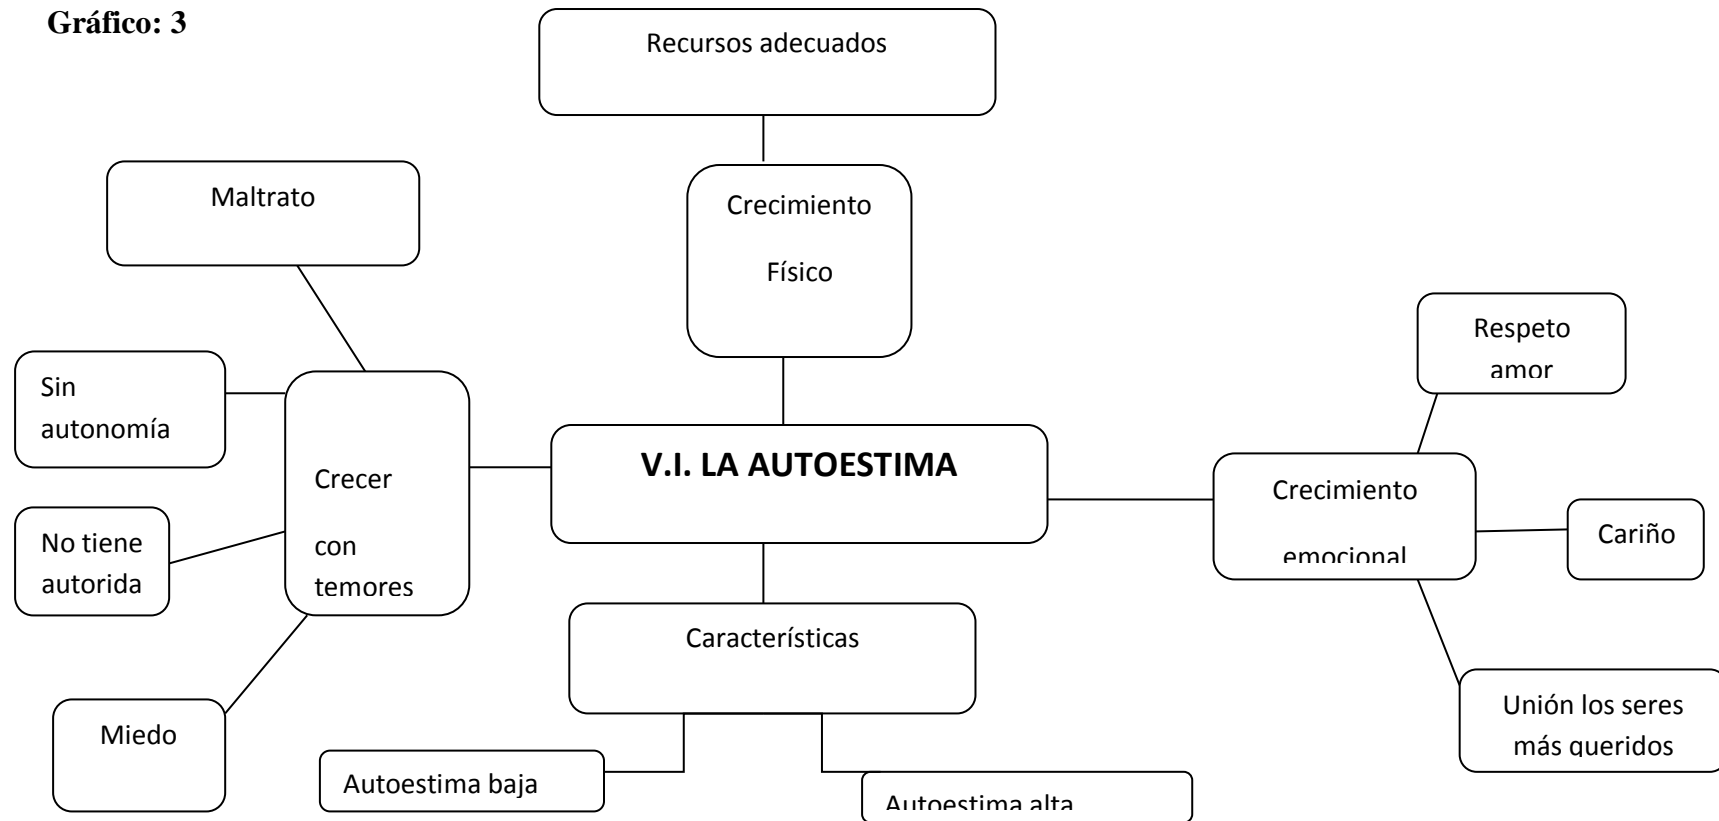 Gráfico: 3
Recursos adecuados
Maltrato
Crecimiento
Físico
Respeto
amor
Sin
autonomía
V.I. LA AUTOESTIMA
Crecer
con
temores
Crecimiento
emocional
No tiene
autorida
Cariño
Características
Miedo
Unión los seres
más queridos
Autoestima baja
Autoestima alta